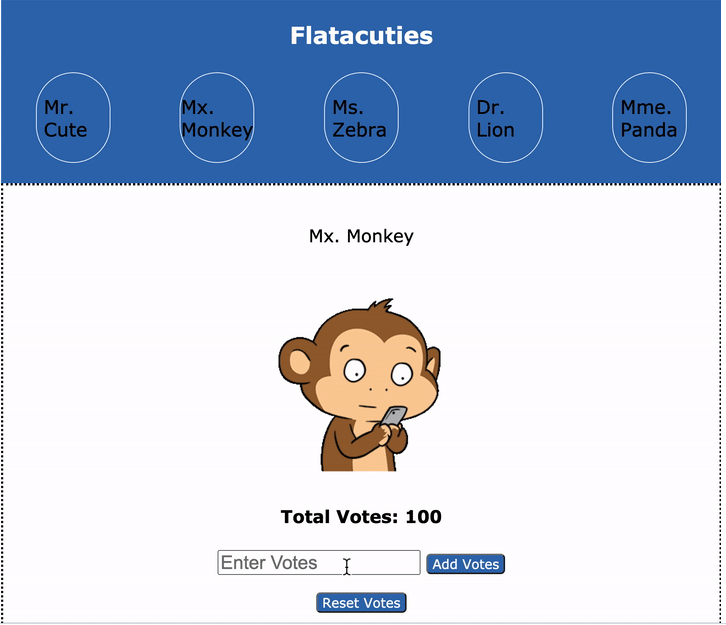 Flatacuties
Mr.
Cute
Mx.
Monkey
Ms.
Zebra
Dr.
Lion
Mme.
Panda
Mx. Monkey
Total Votes: 100
Enter Votes
Add Votes
Reset Votes